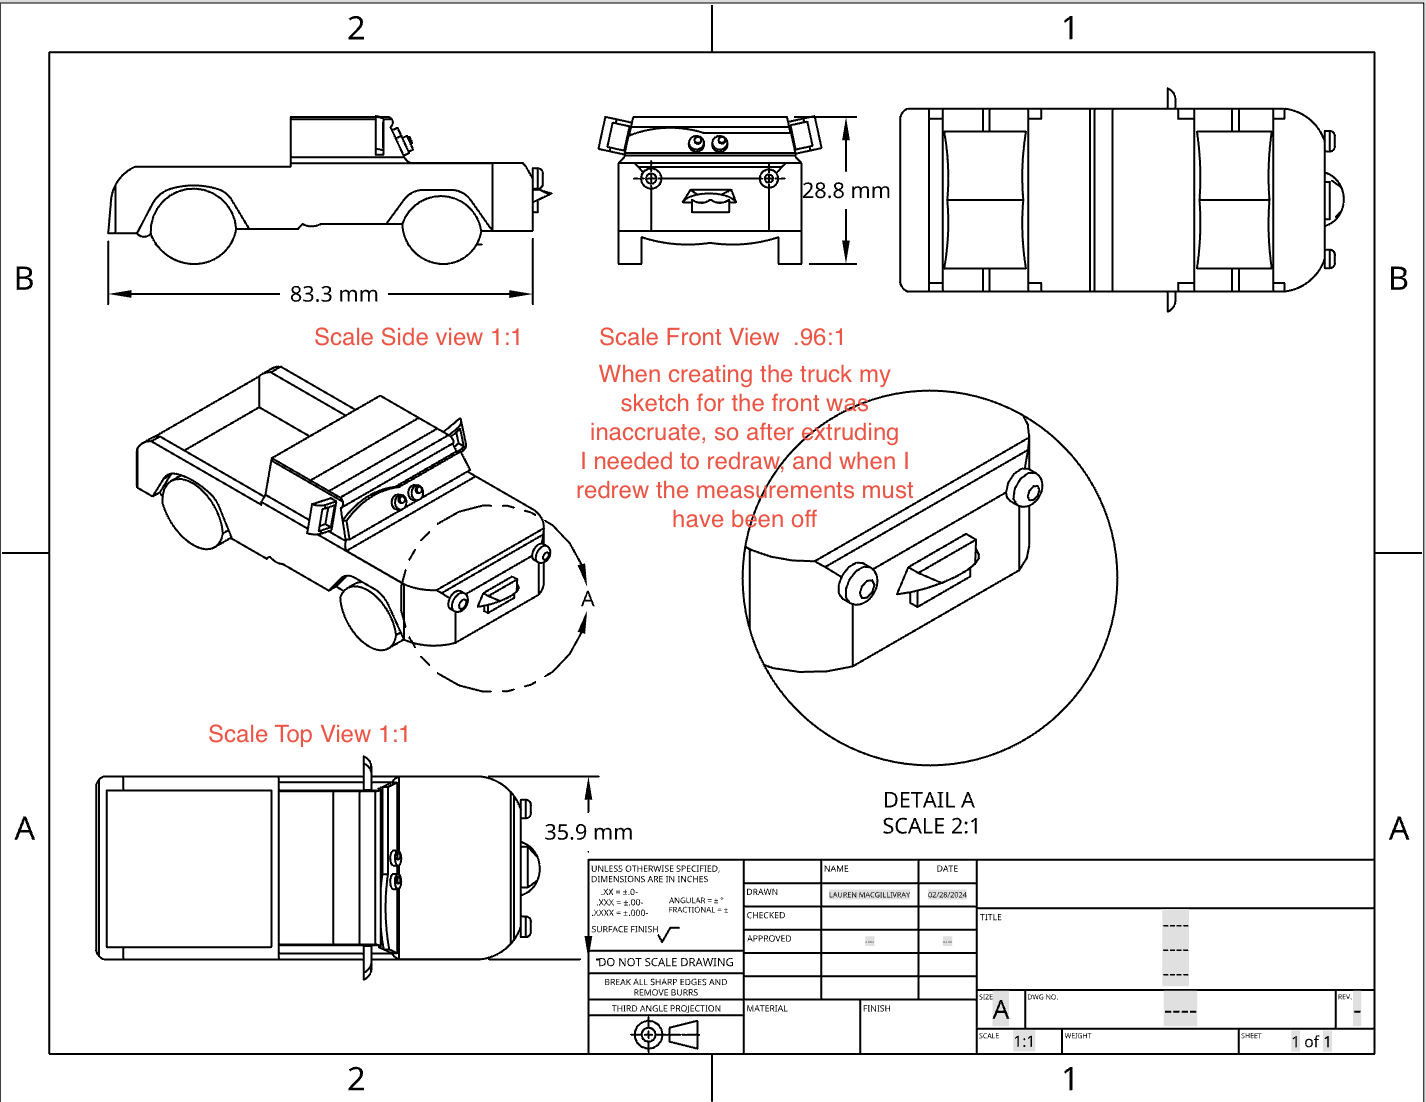 2
1
B
B
28.8 mm
83.3 mm
Scale Side view 1:1
Scale Front View .96:1
When creating the truck my
sketch for the front was
inaccruate, so after extruding
I needed to redraw, and when I
redrew the measurements must
have been off
A
Scale Top View 1:1
DETAIL A
SCALE 2:1
A
A
35.9 mm
UNLESS OTHERWISE SPECIFIED,
DIMENSIONS ARE IN INCHES
.XX = ±.0-
.XXX = ±.00-
.XXXX = ±.000-
ANGULAR = ± °
FRACTIONAL = ±
SURFACE FINISH
DO NOT SCALE DRAWING
BREAK ALL SHARP EDGES AND
REMOVE BURRS
THIRD ANGLE PROJECTION
NAME
DATE
DRAWN
LAUREN MACGILLIVRAY
02/28/2024
CHECKED
APPROVED
---
---
MATERIAL
FINISH
TITLE
----
----
----
SIZE
A
DWG NO.
----
REV.
-
SCALE
1:1
WEIGHT
SHEET
1 of 1
2
1